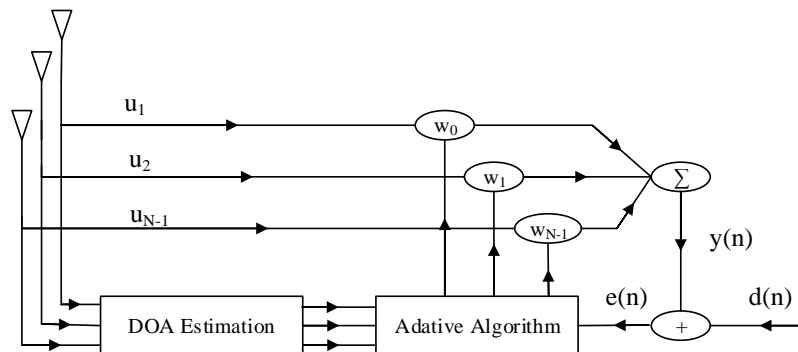 u1
w0
u2
w1
Σ
uN-1
wN-1
y(n)
e(n)
d(n)
DOA Estimation
Adative Algorithm
+